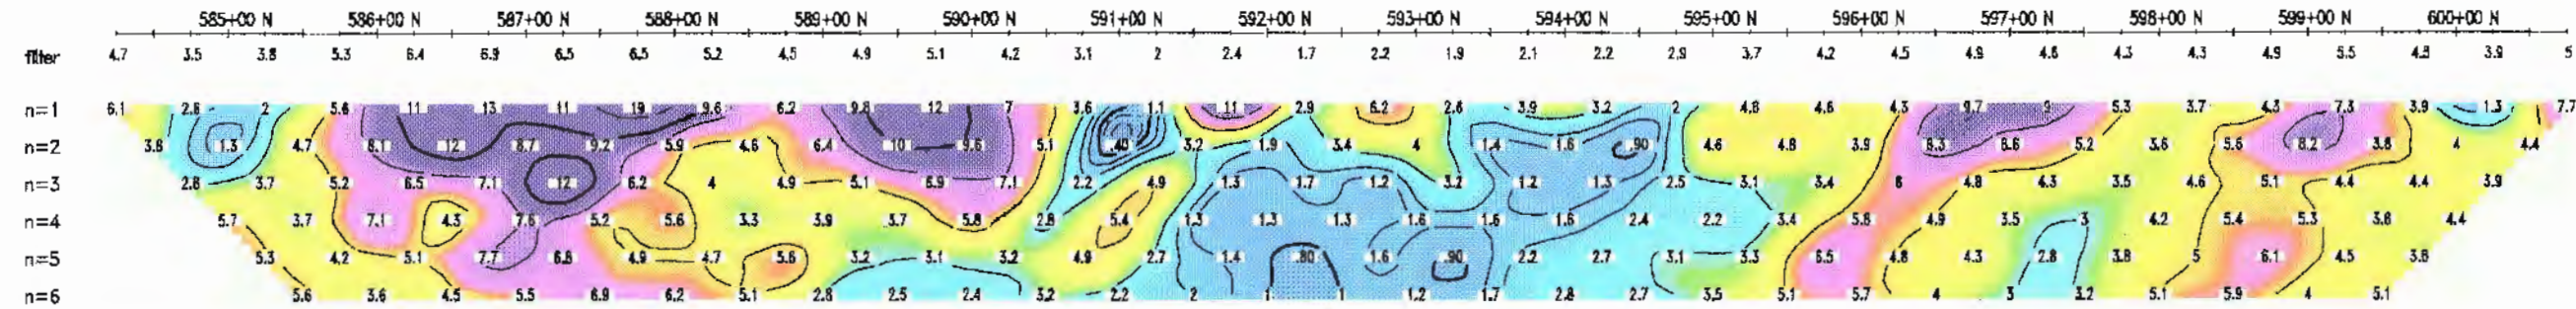 585+00 N 586+00 N 587+00 N 588+00 N 589+00 N 590+00 N 591+00 N 592+00 N 593+00 N 594+00 N 595+00 N 596+00 N 597+00 N 598+00 N 599+00 N 600+00 N
filter 4.7 3.5 3.8 5.3 6.4 6.9 6.5 6.5 5.2 4.5 4.9 5.1 4.2 3.1 2 2.4 1.7 2.2 1.9 2.1 2.2 2.9 3.7 4.2 4.5 4.9 4.6 4.3 4.3 4.9 5.5 4.8 3.9 5
n=1 6.1 2.6 2 5.6 11 13 11 19 9.6 6.2 9.8 12 7 3.6 1.1 11 2.9 6.2 2.6 3.9 3.2 2 4.8 4.6 4.3 9.7 9 5.3 3.7 4.3 7.3 3.9 1.3 7.7
n=2 3.8 1.3 4.7 8.1 12 8.7 9.2 5.9 4.6 6.4 10 9.6 5.1 .40 3.2 1.9 3.4 4 1.4 1.6 .90 4.6 4.8 3.9 8.3 8.6 5.2 3.6 5.6 8.2 3.8 4 4.4
n=3 2.8 3.7 5.2 6.5 7.1 12 6.2 4 4.9 5.1 6.9 7.1 2.2 4.9 1.3 1.7 1.2 3.2 1.2 1.3 2.5 3.1 3.4 6 4.8 4.3 3.5 4.6 5.1 4.4 4.4 3.9
n=4 5.7 3.7 7.1 4.3 7.6 5.2 5.6 3.3 3.9 3.7 5.8 2.8 5.4 1.3 1.3 1.3 1.6 1.6 1.6 2.4 2.2 3.4 5.8 4.9 3.5 3 4.2 5.4 5.3 3.6 4.4
n=5 5.3 4.2 5.1 7.7 6.8 4.9 4.7 5.6 3.2 3.1 3.2 4.9 2.7 1.4 .80 1.6 .90 2.2 2.7 3.1 3.3 6.5 4.8 4.3 2.8 3.8 5 6.1 4.5 3.8
n=6 5.6 3.6 4.5 5.5 6.9 6.2 5.1 2.8 2.5 2.4 3.2 2.2 2 1 1 1.2 1.7 2.8 2.7 3.5 5.1 5.7 4 3 3.2 5.1 5.9 4 5.1